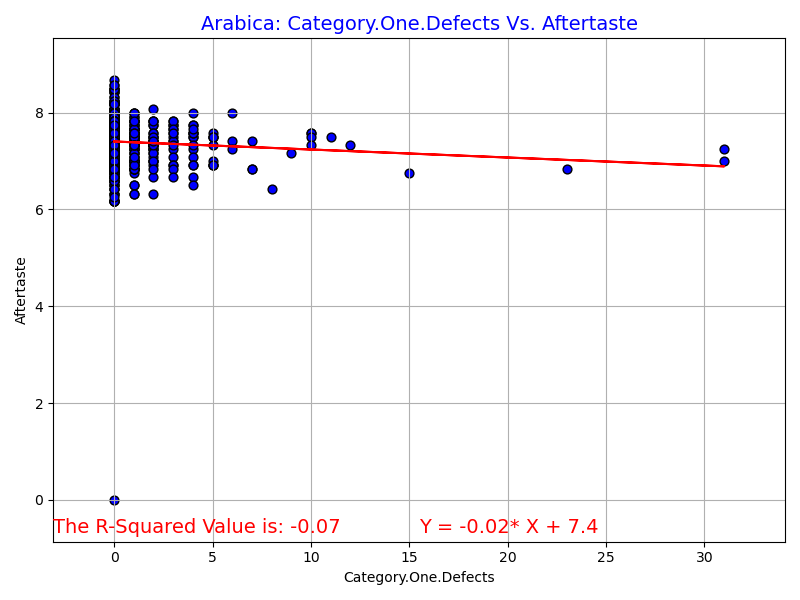 Arabica: Category.One.Defects Vs. Aftertaste
8
6
4
2
0
Aftertaste
The R-Squared Value is: -0.07
Y = -0.02* X + 7.4
0 5 10 15 20 25 30
Category.One.Defects